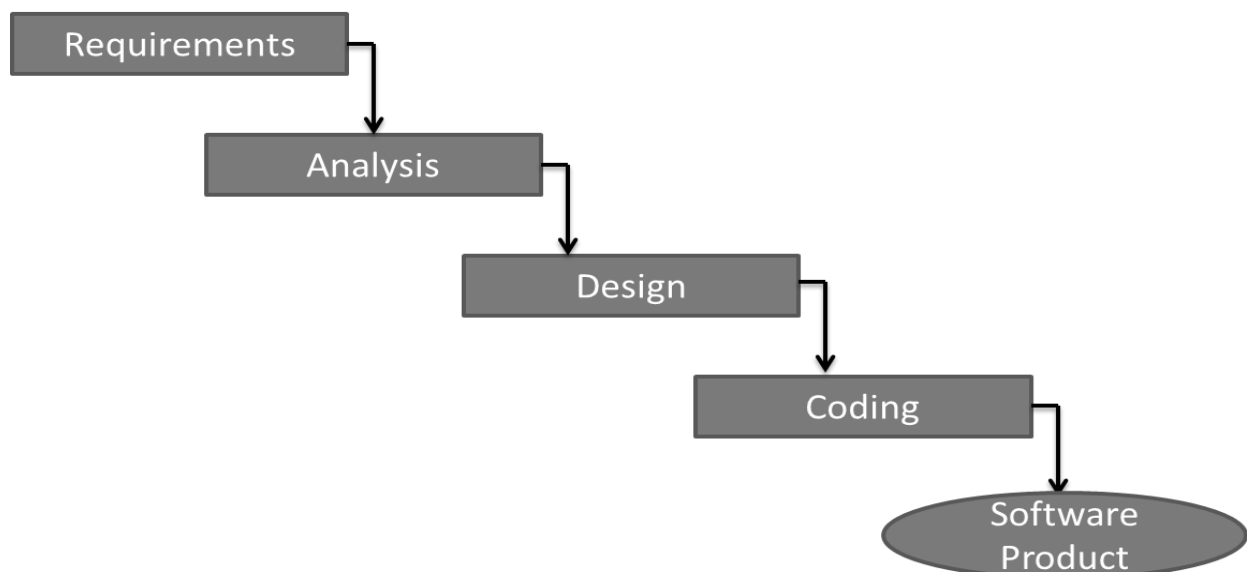 Requirements
Analysis
Design
Coding
Software
Product